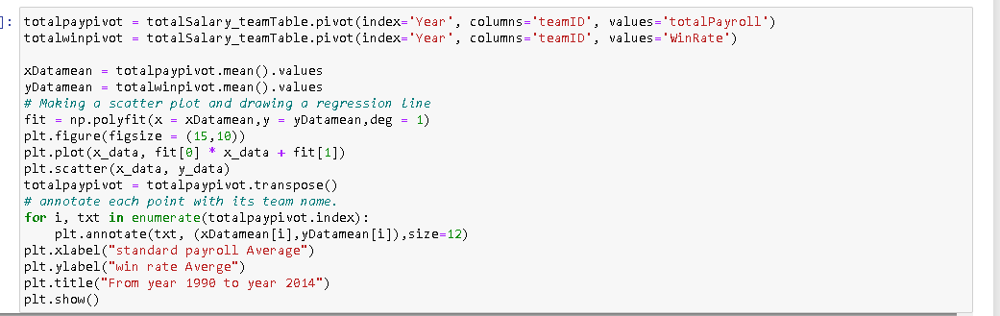 ]: totalpaypivot = totalSalary_teamTable.pivot(index='Year', columns='teamID', values='totalPayroll')
totalwinpivot = totalSalary_teamTable.pivot(index='Year', columns='teamID', values='WinRate')
xDatamean = totalpaypivot.mean().values
yDatamean = totalwinpivot.mean().values
# Making a scatter plot and drawing a regression line
fit = np.polyfit(x = xDatamean,y = yDatamean,deg = 1)
plt.figure(figsize = (15,10))
plt.plot(x_data, fit[0] * x_data + fit[1])
plt.scatter(x_data, y_data)
totalpaypivot = totalpaypivot.transpose()
# annotate each point with its team name.
for i, txt in enumerate(totalpaypivot.index):
    plt.annotate(txt, (xDatamean[i],yDatamean[i]),size=12)
plt.xlabel("standard payroll Average")
plt.ylabel("win rate Averge")
plt.title("From year 1990 to year 2014")
plt.show()